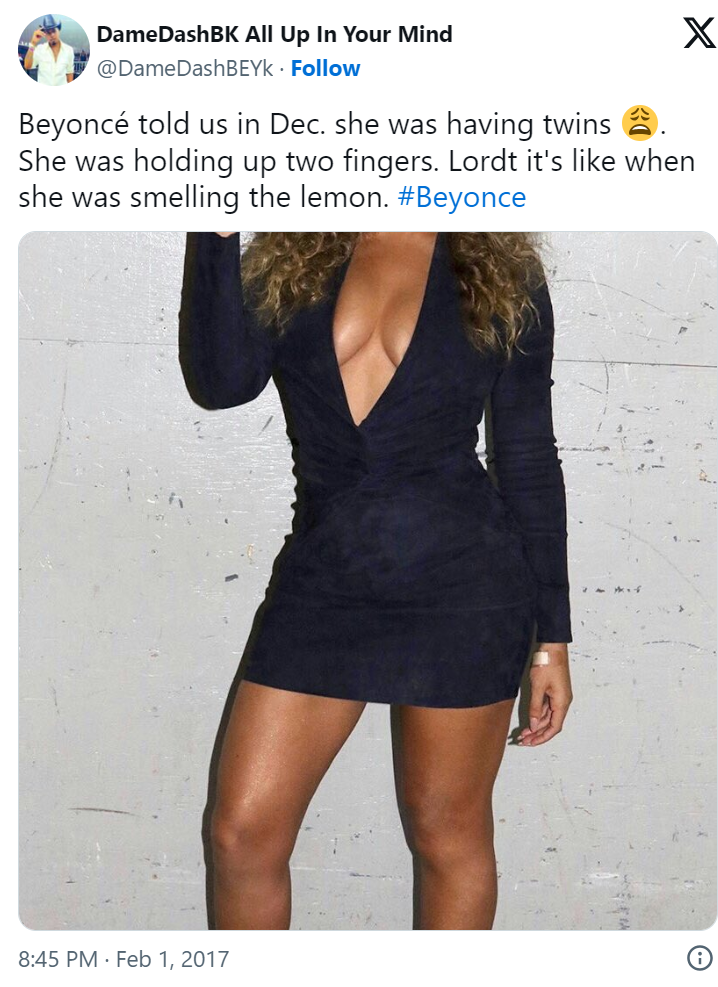 DameDashBK All Up In Your Mind
@DameDashBEYk · Follow
Beyoncé told us in Dec. she was having twins 😩.
She was holding up two fingers. Lordt it's like when
she was smelling the lemon. #Beyonce
8:45 PM · Feb 1, 2017